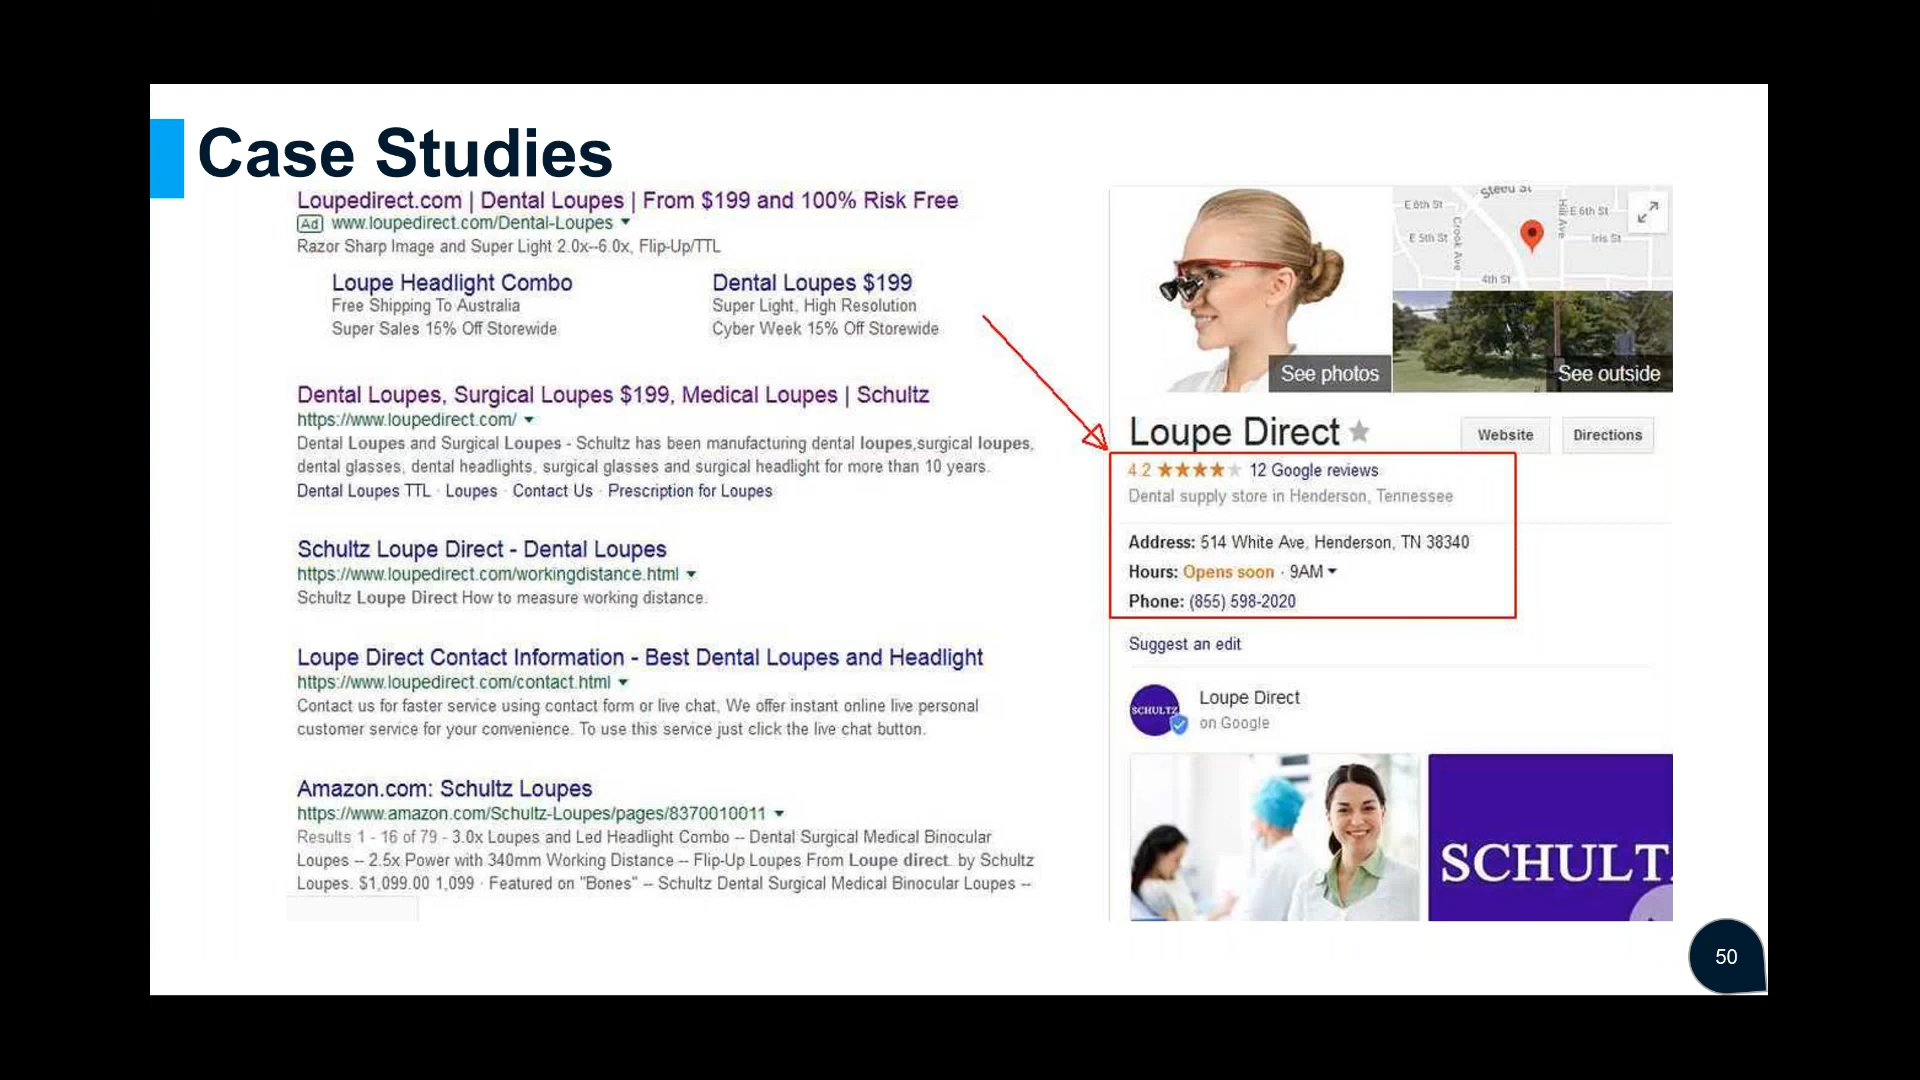 Case Studies
Loupedirect.com | Dental Loupes | From $199 and 100% Risk Free
Ad www.loupedirect.com/Dental-Loupes
Razor Sharp Image and Super Light 2.0x--6.0x, Flip-Up/TTL
Loupe Headlight Combo
Free Shipping To Australia
Super Sales 15% Off Storewide
Dental Loupes $199
Super Light, High Resolution
Cyber Week 15% Off Storewide
Dental Loupes, Surgical Loupes $199, Medical Loupes | Schultz
https://www.loupedirect.com/
Dental Loupes and Surgical Loupes - Schultz has been manufacturing dental loupes,surgical loupes,
dental glasses, dental headlights, surgical glasses and surgical headlight for more than 10 years.
Dental Loupes TTL · Loupes · Contact Us · Prescription for Loupes
Schultz Loupe Direct - Dental Loupes
https://www.loupedirect.com/workingdistance.html
Schultz Loupe Direct How to measure working distance.
Loupe Direct Contact Information - Best Dental Loupes and Headlight
https://www.loupedirect.com/contact.html
Contact us for faster service using contact form or live chat, We offer instant online live personal
customer service for your convenience. To use this service just click the live chat button.
Amazon.com: Schultz Loupes
https://www.amazon.com/Schultz-Loupes/pages/8370010011
Results 1 - 16 of 79 - 3.0x Loupes and Led Headlight Combo -- Dental Surgical Medical Binocular
Loupes -- 2.5x Power with 340mm Working Distance -- Flip-Up Loupes From Loupe direct. by Schultz
Loupes. $1,099.00 1,099 · Featured on "Bones" -- Schultz Dental Surgical Medical Binocular Loupes --
Steed St
E 6th St
Hill Ave
E 6th St
E 5th St
Crook Ave
Iris St
4th St
See photos
See outside
Loupe Direct
Website
Directions
4.2 12 Google reviews
Dental supply store in Henderson, Tennessee
Address: 514 White Ave, Henderson, TN 38340
Hours: Opens soon · 9AM
Phone: (855) 598-2020
Suggest an edit
SCHULTZ
Loupe Direct
on Google
SCHULT
50